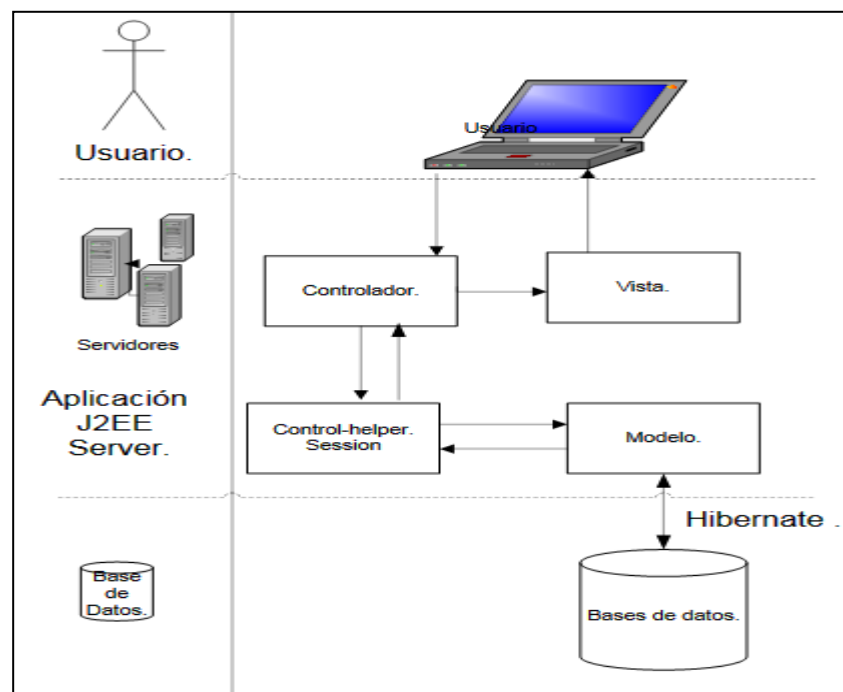 Usuario
Usuario.
Controlador.
Vista.
Servidores
Aplicación
J2EE
Server.
Control-helper.
Session
Modelo.
Hibernate .
Base
de
Datos.
Bases de datos.